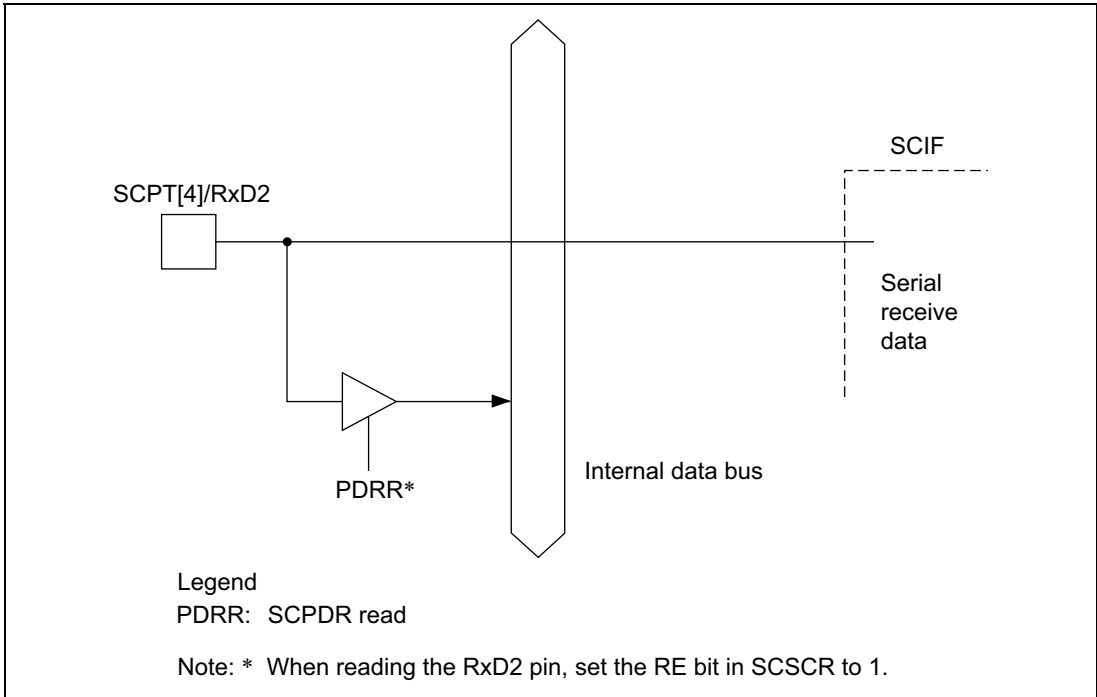 SCIF
SCPT[4]/RxD2
Serial
receive
data
Internal data bus
PDRR*
Legend
PDRR: SCPDR read
Note: * When reading the RxD2 pin, set the RE bit in SCSCR to 1.